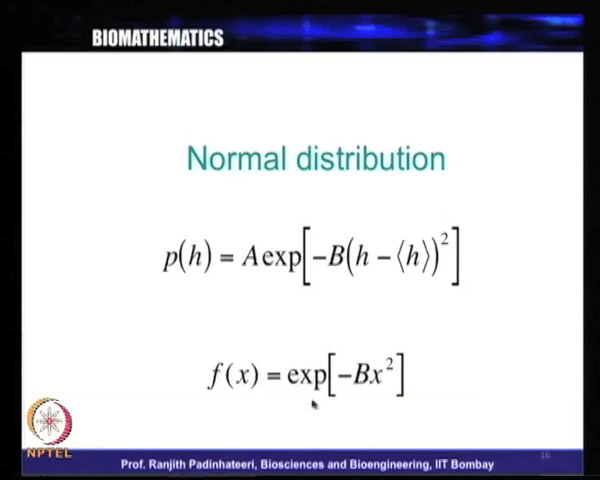 BIOMATHEMATICS
Normal distribution
p(h) = A exp[−B(h − ⟨h⟩)²]
f(x) = exp[−Bx²]
NPTEL
Prof. Ranjith Padinhateeri, Biosciences and Bioengineering, IIT Bombay